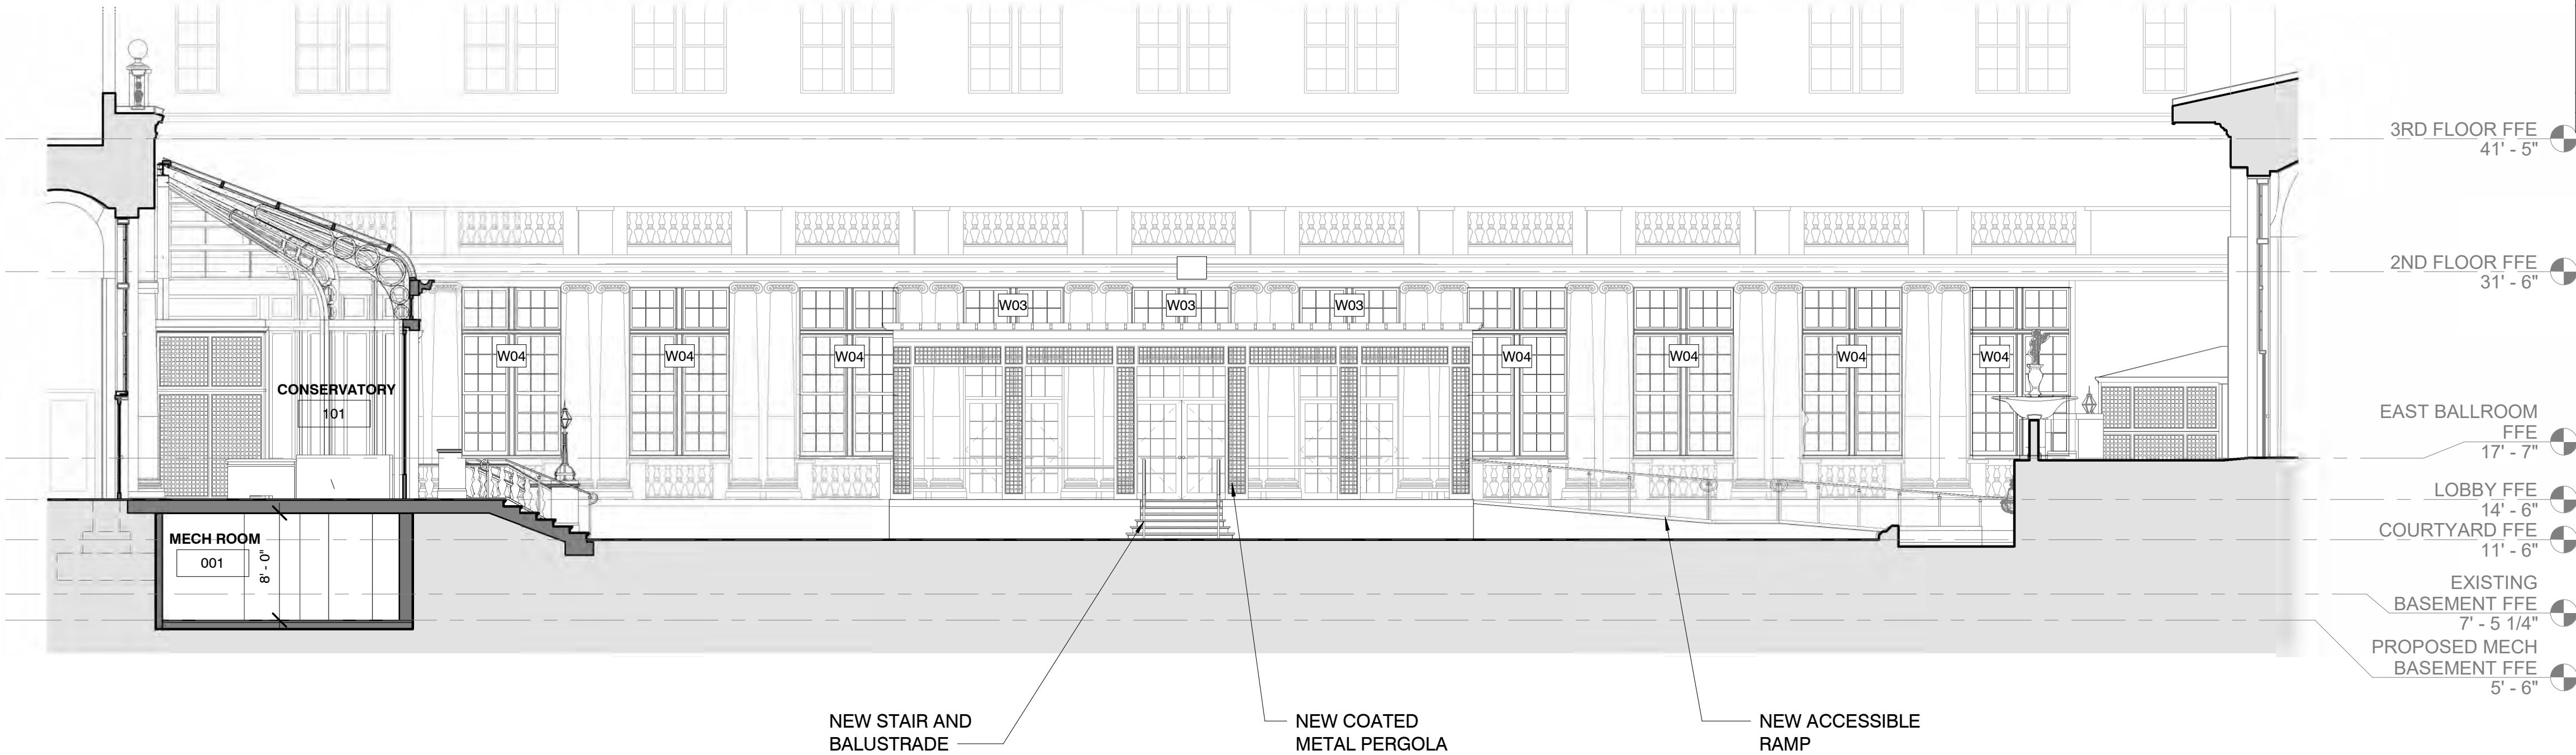 3RD FLOOR FFE
41' - 5"
2ND FLOOR FFE
31' - 6"
W03
W03
W03
W04
W04
W04
W04
W04
W04
W04
CONSERVATORY
101
EAST BALLROOM
FFE
17' - 7"
LOBBY FFE
14' - 6"
COURTYARD FFE
11' - 6"
MECH ROOM
001
8' - 0"
EXISTING
BASEMENT FFE
7' - 5 1/4"
PROPOSED MECH
BASEMENT FFE
5' - 6"
NEW STAIR AND
BALUSTRADE
NEW COATED
METAL PERGOLA
NEW ACCESSIBLE
RAMP